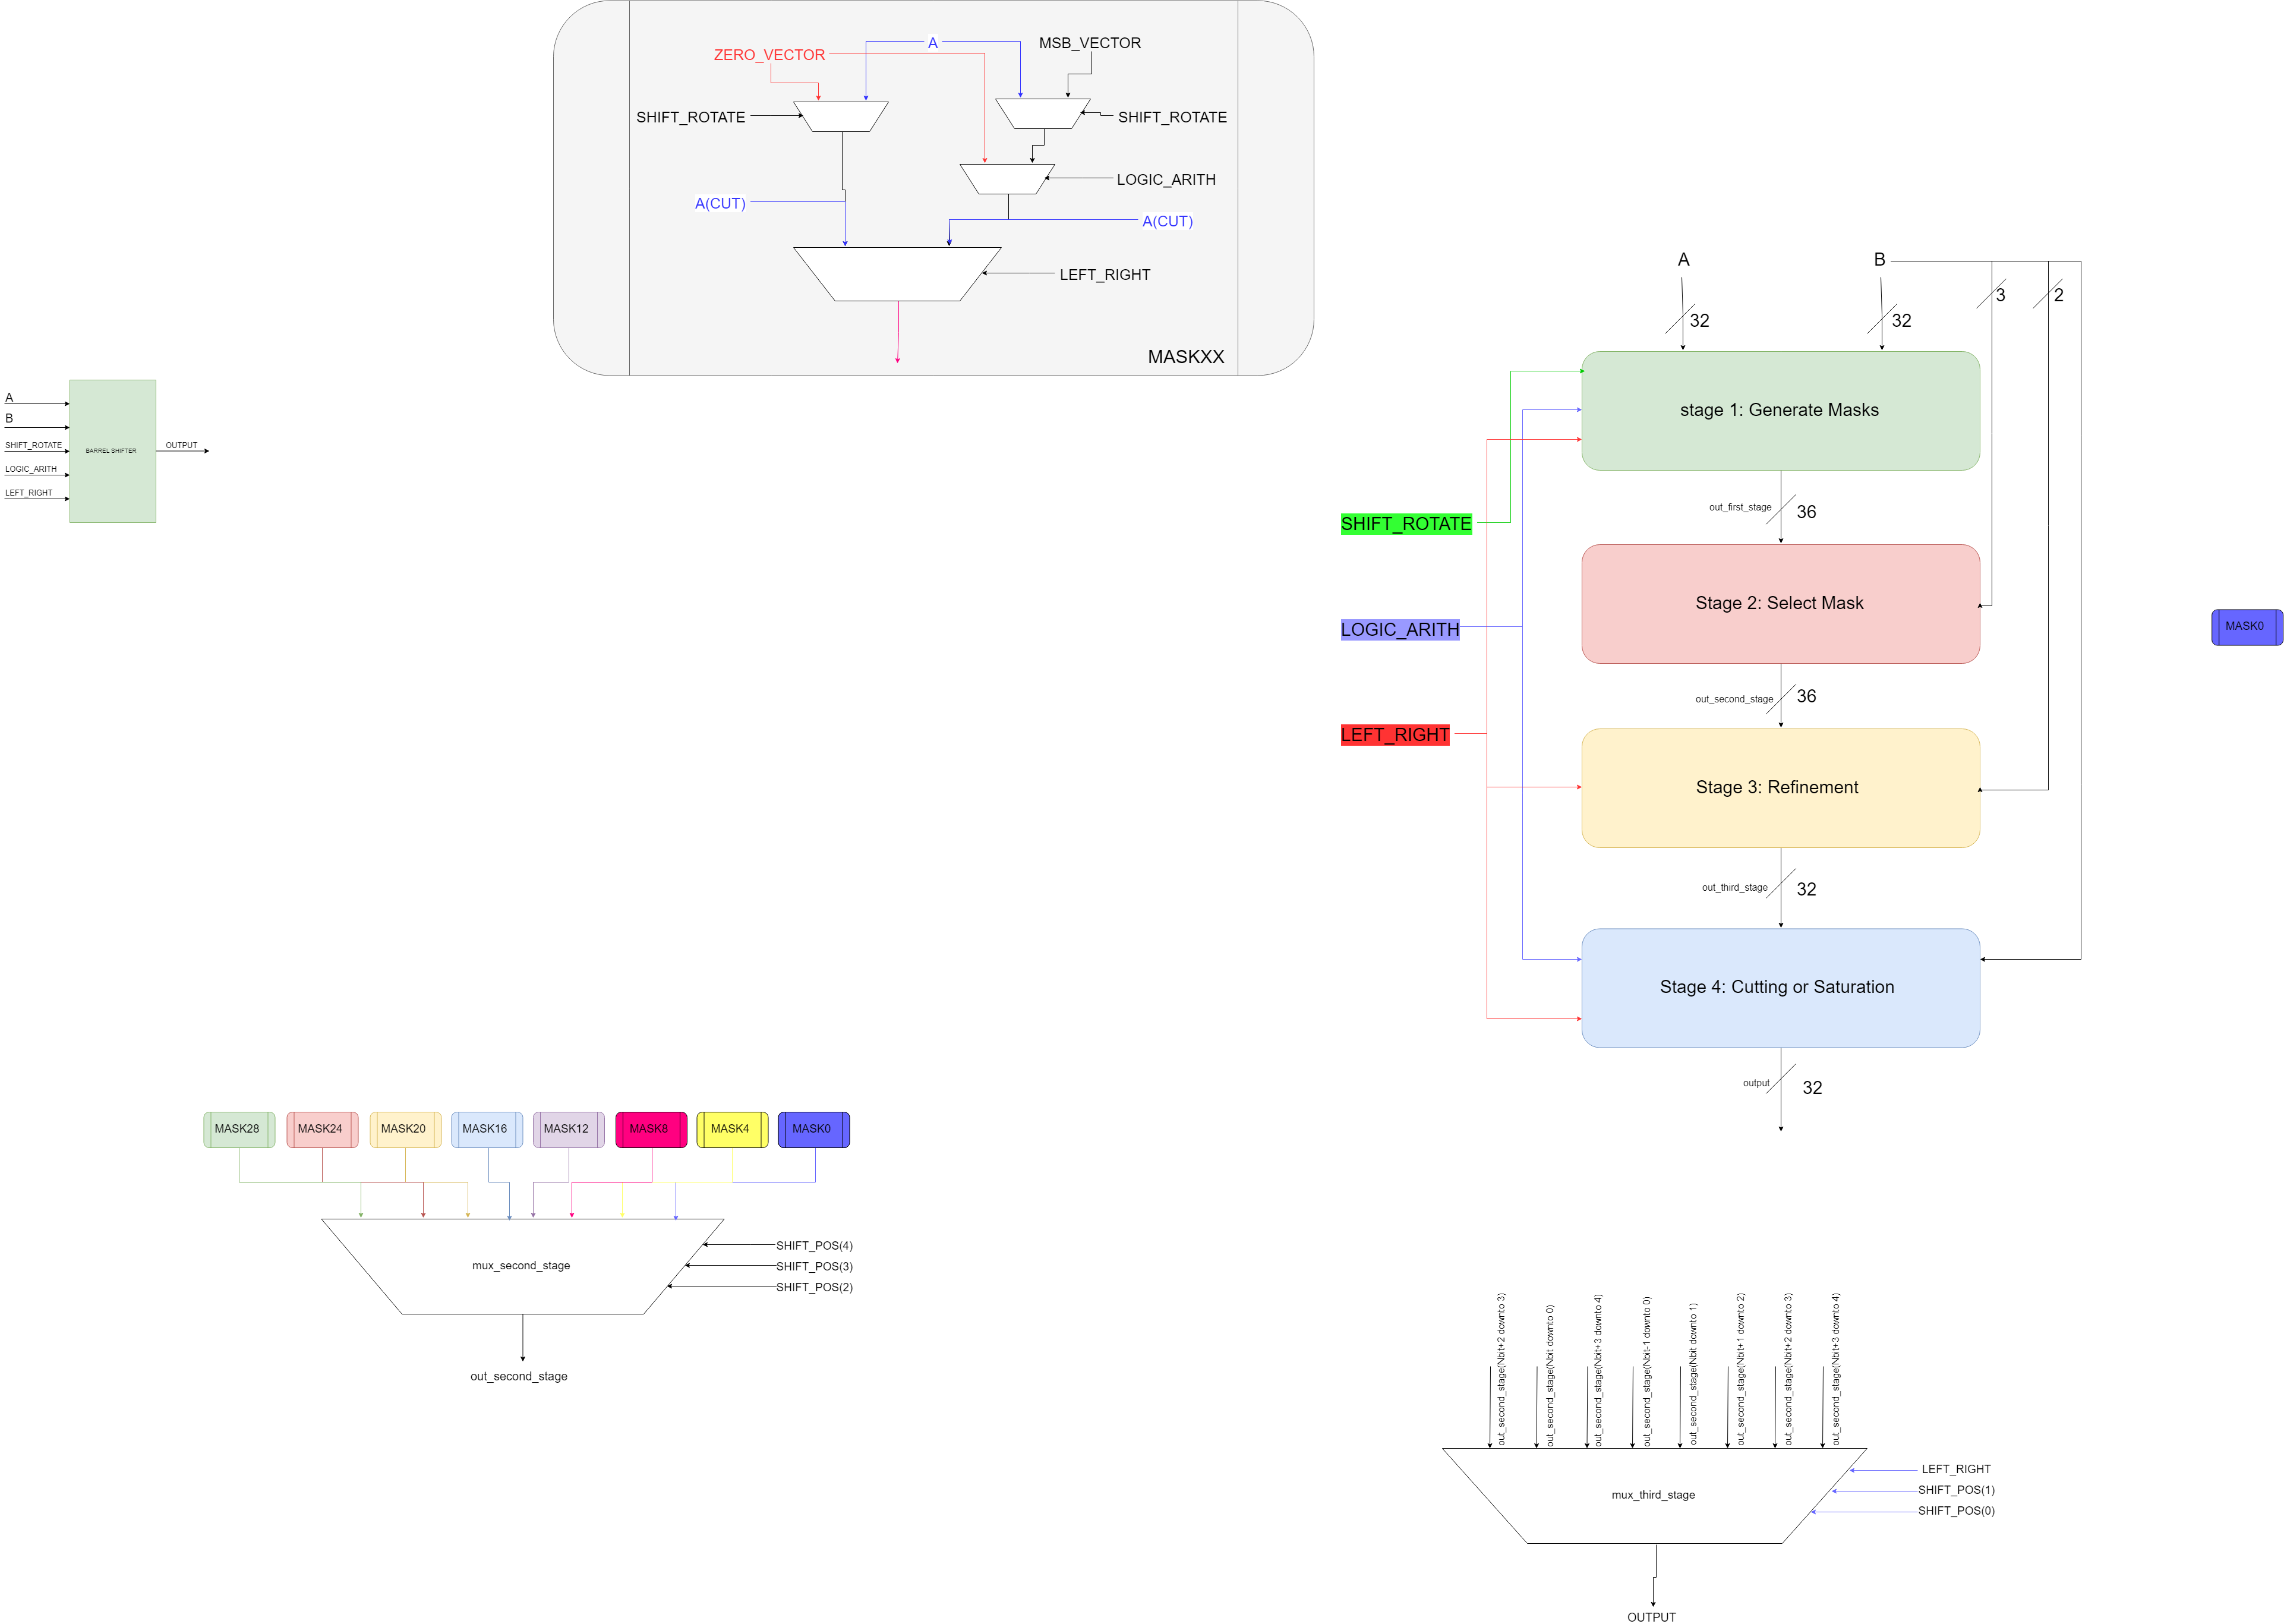 ZERO_VECTOR
A
MSB_VECTOR
SHIFT_ROTATE
SHIFT_ROTATE
LOGIC_ARITH
A(CUT)
A(CUT)
LEFT_RIGHT
MASKXX
A
B
SHIFT_ROTATE
LOGIC_ARITH
LEFT_RIGHT
BARREL SHIFTER
OUTPUT
A
B
3
2
32
32
stage 1: Generate Masks
out_first_stage
36
SHIFT_ROTATE
Stage 2: Select Mask
LOGIC_ARITH
MASK0
out_second_stage
36
LEFT_RIGHT
Stage 3: Refinement
out_third_stage
32
Stage 4: Cutting or Saturation
output
32
MASK28
MASK24
MASK20
MASK16
MASK12
MASK8
MASK4
MASK0
mux_second_stage
SHIFT_POS(4)
SHIFT_POS(3)
SHIFT_POS(2)
out_second_stage
out_second_stage(Nbit+2 downto 3)
out_second_stage(Nbit downto 0)
out_second_stage(Nbit+3 downto 4)
out_second_stage(Nbit-1 downto 0)
out_second_stage(Nbit downto 1)
out_second_stage(Nbit+1 downto 2)
out_second_stage(Nbit+2 downto 3)
out_second_stage(Nbit+3 downto 4)
mux_third_stage
LEFT_RIGHT
SHIFT_POS(1)
SHIFT_POS(0)
OUTPUT